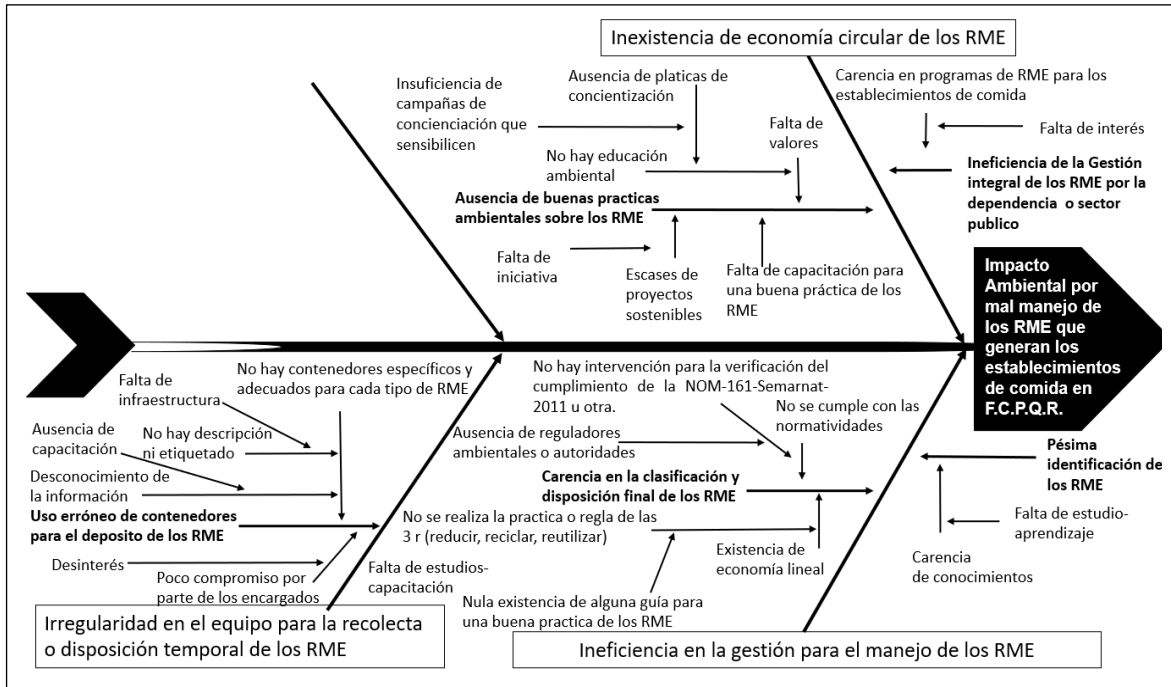 Inexistencia de economía circular de los RME
Insuficiencia de
campañas de
concienciación que
sensibilicen
Ausencia de platicas de
concientización
Falta de
valores
No hay educación
ambiental
Ausencia de buenas practicas
ambientales sobre los RME
Falta de
iniciativa
Escases de
proyectos
sostenibles
Falta de capacitación para
una buena práctica de los
RME
Carencia en programas de RME para los
establecimientos de comida
Falta de interés
Ineficiencia de la Gestión
integral de los RME por la
dependencia o sector
publico
Impacto
Ambiental por
mal manejo de
los RME que
generan los
establecimientos
de comida en
F.C.P.Q.R.
No hay contenedores específicos y
adecuados para cada tipo de RME
Falta de
infraestructura
Ausencia de
capacitación
No hay descripción
ni etiquetado
Desconocimiento de
la información
Uso erróneo de contenedores
para el deposito de los RME
Desinterés
Poco compromiso por
parte de los encargados
Falta de estudios-
capacitación
Irregularidad en el equipo para la recolecta
o disposición temporal de los RME
No hay intervención para la verificación del
cumplimiento de la NOM-161-Semarnat-
2011 u otra.
No se cumple con las
normatividades
Ausencia de reguladores
ambientales o autoridades
Carencia en la clasificación y
disposición final de los RME
No se realiza la practica o regla de las
3 r (reducir, reciclar, reutilizar)
Existencia de
economía lineal
Nula existencia de alguna guía para
una buena practica de los RME
Pésima
identificación de
los RME
Falta de estudio-
aprendizaje
Carencia
de conocimientos
Ineficiencia en la gestión para el manejo de los RME